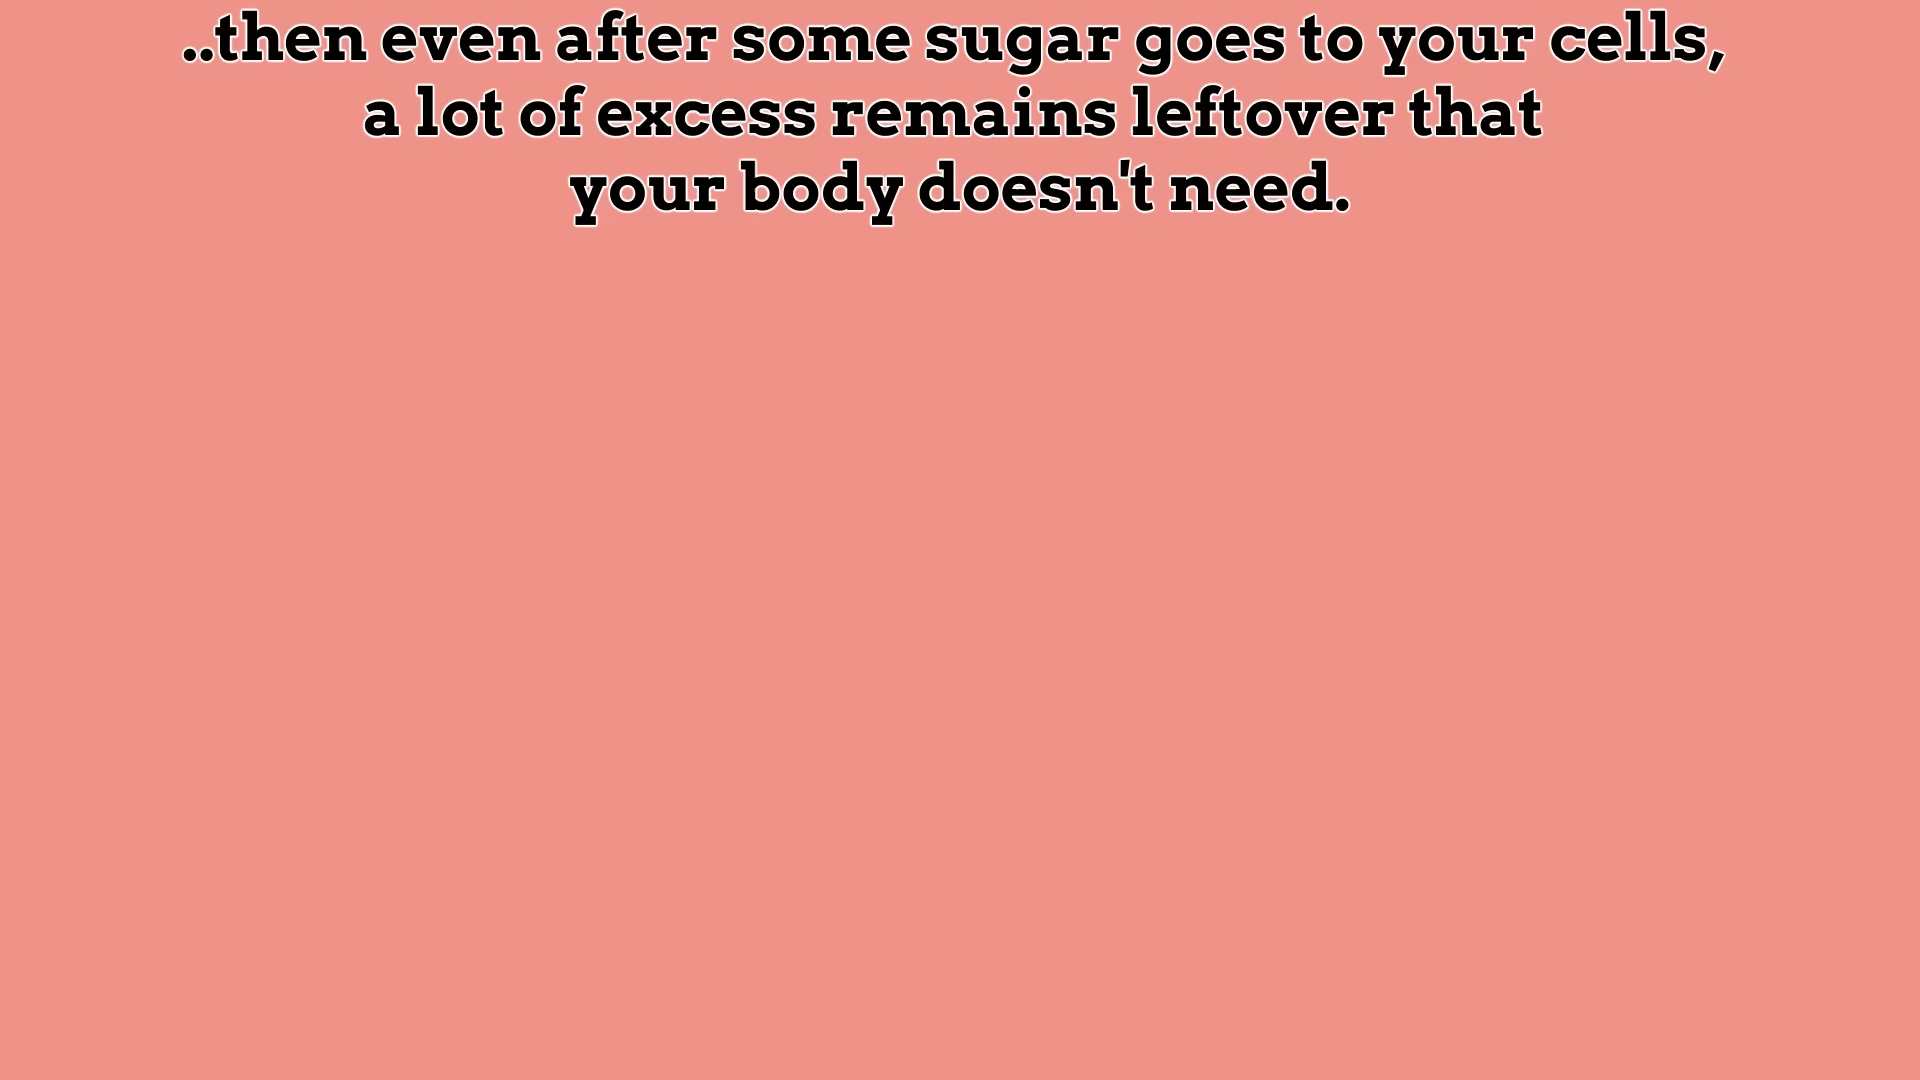 ..then even after some sugar goes to your cells,
a lot of excess remains leftover that
your body doesn't need.